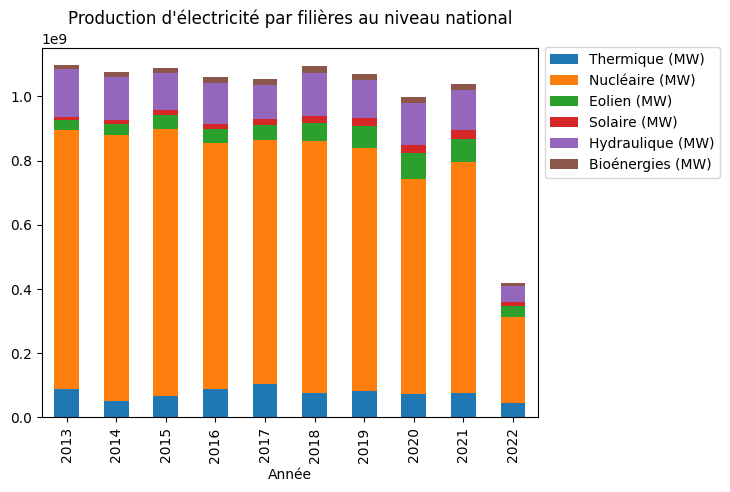 Production d'électricité par filières au niveau national
1e9
1.0
0.8
0.6
0.4
0.2
0.0
2013
2014
2015
2016
2017
2018
2019
2020
2021
2022
Année
Thermique (MW)
Nucléaire (MW)
Eolien (MW)
Solaire (MW)
Hydraulique (MW)
Bioénergies (MW)